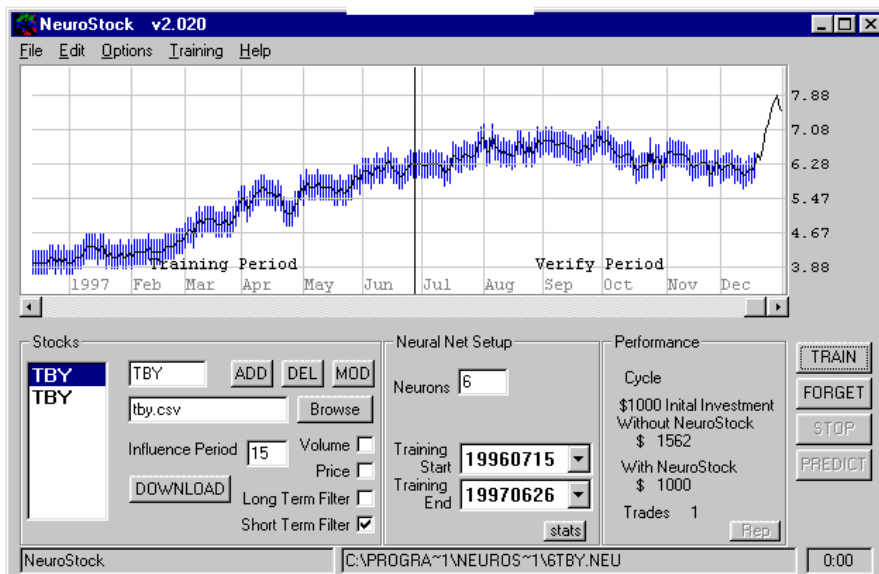 NeuroStock v2.020
File Edit Options Training Help
7.88
7.08
6.28
5.47
4.67
3.88
Training Period Verify Period
1997 Feb Mar Apr May Jun Jul Aug Sep Oct Nov Dec
Stocks
TBY
TBY
TBY ADD DEL MOD
tby.csv Browse
Influence Period 15 Volume
Price
DOWNLOAD
Long Term Filter
Short Term Filter
Neural Net Setup
Neurons 6
Training
Start 19960715
Training
End 19970626
stats
Performance
Cycle
$1000 Inital Investment
Without NeuroStock
$ 1562
With NeuroStock
$ 1000
Trades 1
Rep
TRAIN
FORGET
STOP
PREDICT
NeuroStock C:\PROGRA~1\NEUROS~1\6TBY.NEU 0:00